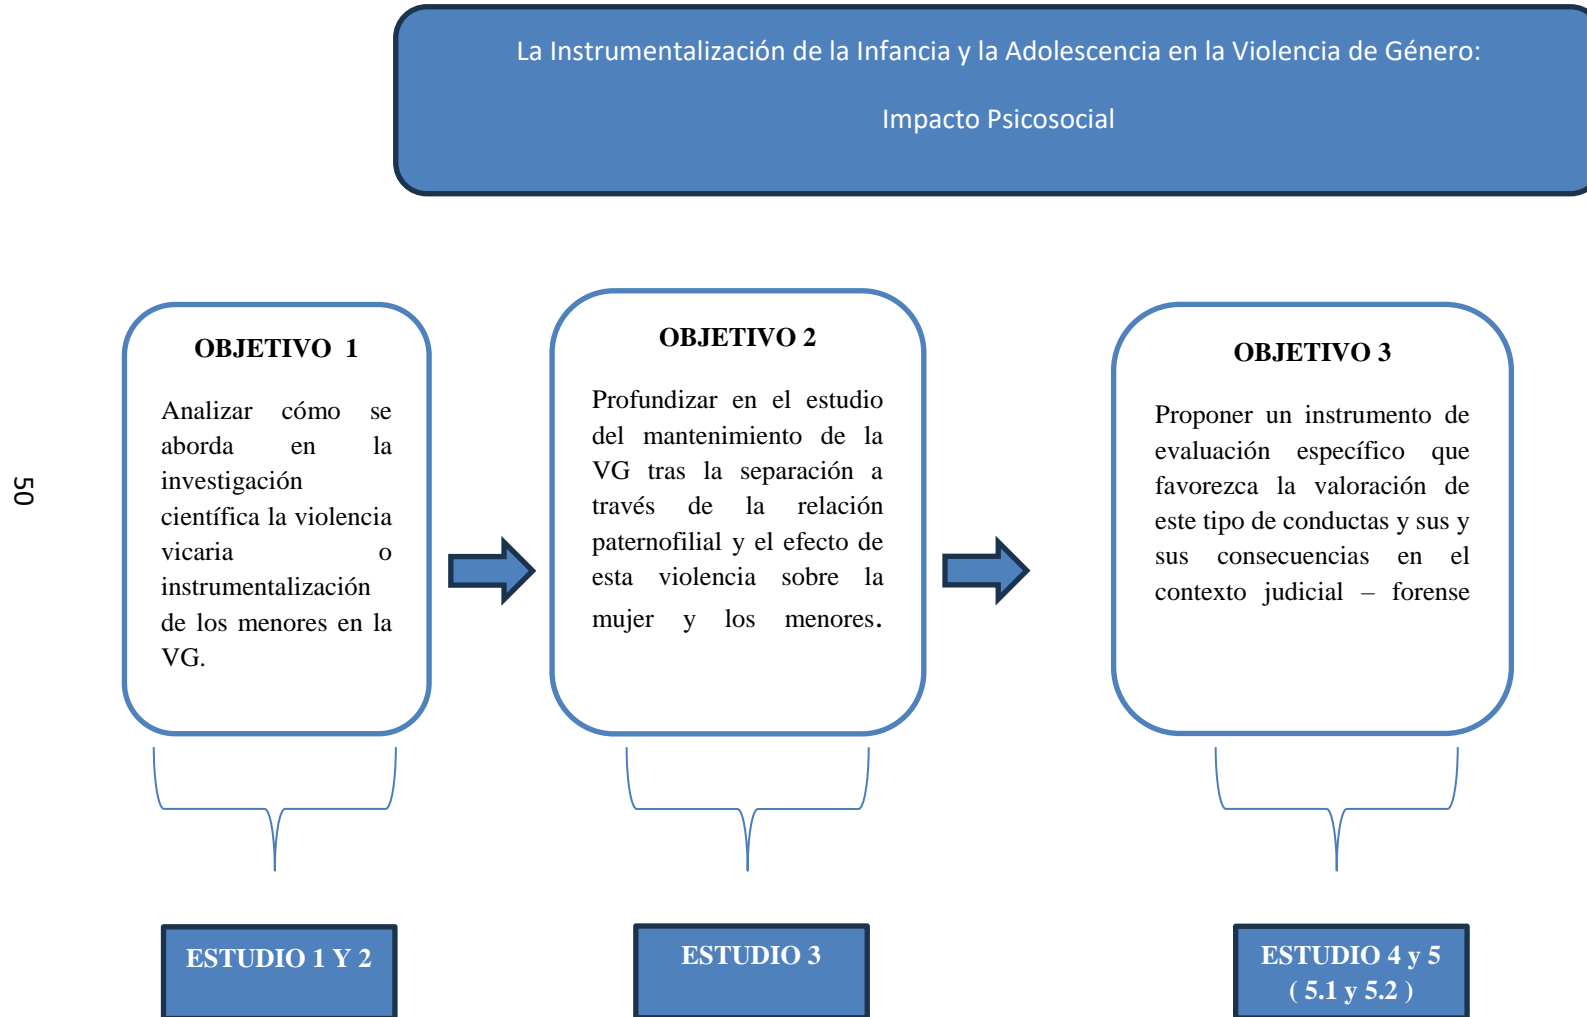 La Instrumentalización de la Infancia y la Adolescencia en la Violencia de Género:
Impacto Psicosocial
50
OBJETIVO 1
Analizar cómo se
aborda en la
investigación
científica la violencia
vicaria o
instrumentalización
de los menores en la
VG.
OBJETIVO 2
Profundizar en el estudio
del mantenimiento de la
VG tras la separación a
través de la relación
paternofilial y el efecto de
esta violencia sobre la
mujer y los menores.
OBJETIVO 3
Proponer un instrumento de
evaluación específico que
favorezca la valoración de
este tipo de conductas y sus y
sus consecuencias en el
contexto judicial – forense
ESTUDIO 1 Y 2
ESTUDIO 3
ESTUDIO 4 y 5
( 5.1 y 5.2 )